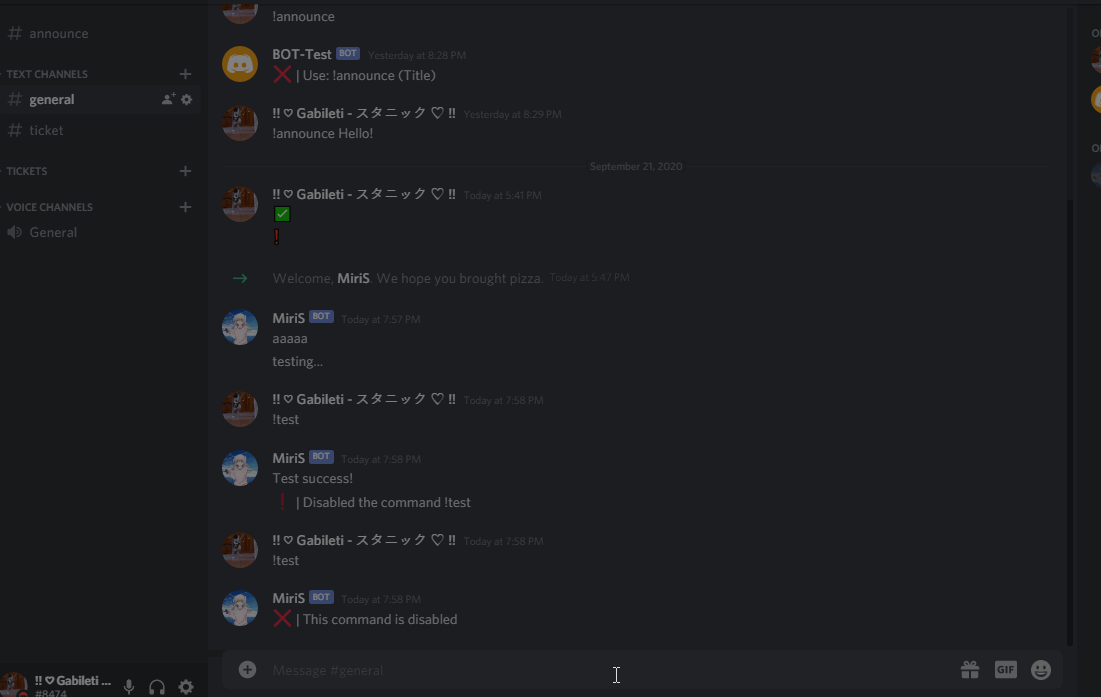 announce
TEXT CHANNELS
general
ticket
TICKETS
VOICE CHANNELS
General
!! ♡ Gabileti ...
#8474
!announce
BOT-Test BOT Yesterday at 8:28 PM
❌ | Use: !announce (Title)
!! ♡ Gabileti - スタニック ♡ !! Yesterday at 8:29 PM
!announce Hello!
September 21, 2020
!! ♡ Gabileti - スタニック ♡ !! Today at 5:41 PM
✅
❗
Welcome, MiriS. We hope you brought pizza. Today at 5:47 PM
MiriS BOT Today at 7:57 PM
aaaaa
testing...
!! ♡ Gabileti - スタニック ♡ !! Today at 7:58 PM
!test
MiriS BOT Today at 7:58 PM
Test success!
❗ | Disabled the command !test
!! ♡ Gabileti - スタニック ♡ !! Today at 7:58 PM
!test
MiriS BOT Today at 7:58 PM
❌ | This command is disabled
Message #general
GIF